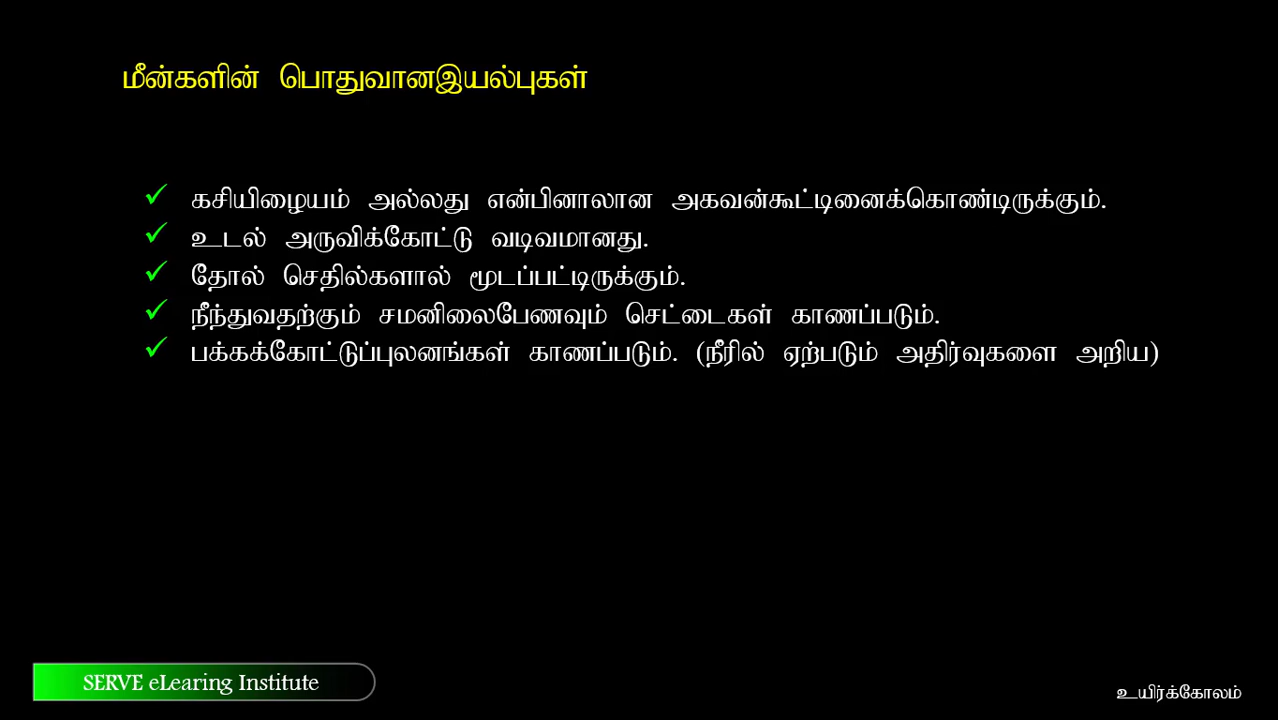 மீன்களின் பொதுவானஇயல்புகள்
✓ கசியிழையம் அல்லது என்பினாலான அகவன்கூட்டினைக்கொண்டிருக்கும்.
✓ உடல் அருவிக்கோட்டு வடிவமானது.
✓ தோல் செதில்களால் மூடப்பட்டிருக்கும்.
✓ நீந்துவதற்கும் சமனிலைபேணவும் செட்டைகள் காணப்படும்.
✓ பக்கக்கோட்டுப்புலனங்கள் காணப்படும். (நீரில் ஏற்படும் அதிர்வுகளை அறிய)
SERVE eLearing Institute
உயிர்க்கோலம்